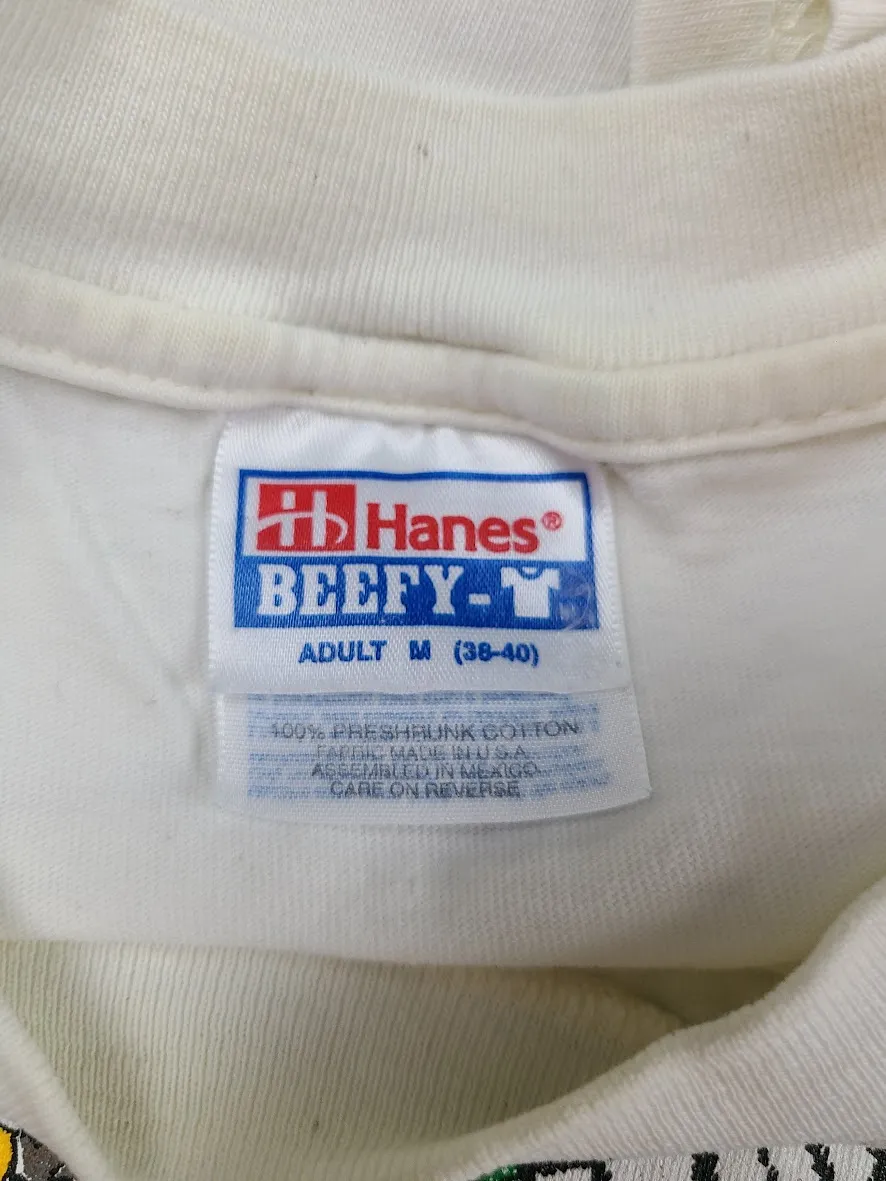 Hanes®
BEEFY-
ADULT M (38-40)
100% PRESHRUNK COTTON
FABRIC MADE IN U.S.A.
ASSEMBLED IN MEXICO.
CARE ON REVERSE